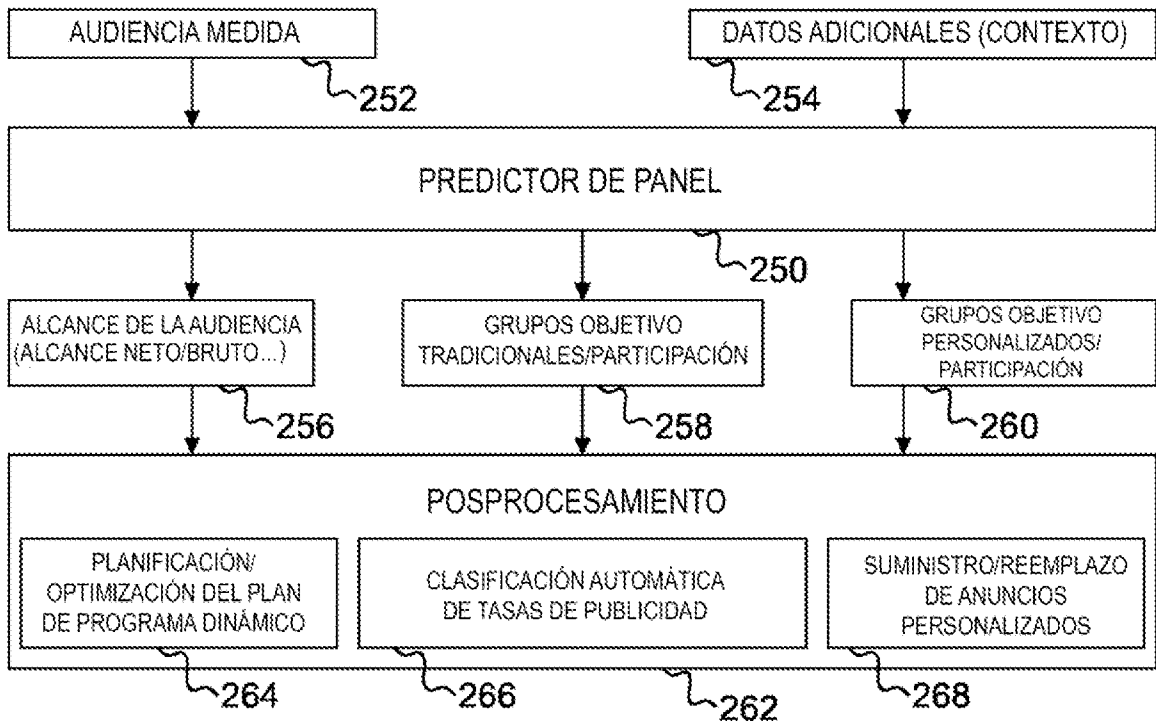 AUDIENCIA MEDIDA
DATOS ADICIONALES (CONTEXTO)
252
254
PREDICTOR DE PANEL
250
ALCANCE DE LA AUDIENCIA
(ALCANCE NETO/BRUTO...)
GRUPOS OBJETIVO
TRADICIONALES/PARTICIPACIÓN
GRUPOS OBJETIVO
PERSONALIZADOS/
PARTICIPACIÓN
256
258
260
POSPROCESAMIENTO
PLANIFICACIÓN/
OPTIMIZACIÓN DEL PLAN
DE PROGRAMA DINÁMICO
CLASIFICACIÓN AUTOMÁTICA
DE TASAS DE PUBLICIDAD
SUMINISTRO/REEMPLAZO
DE ANUNCIOS
PERSONALIZADOS
264
266
262
268